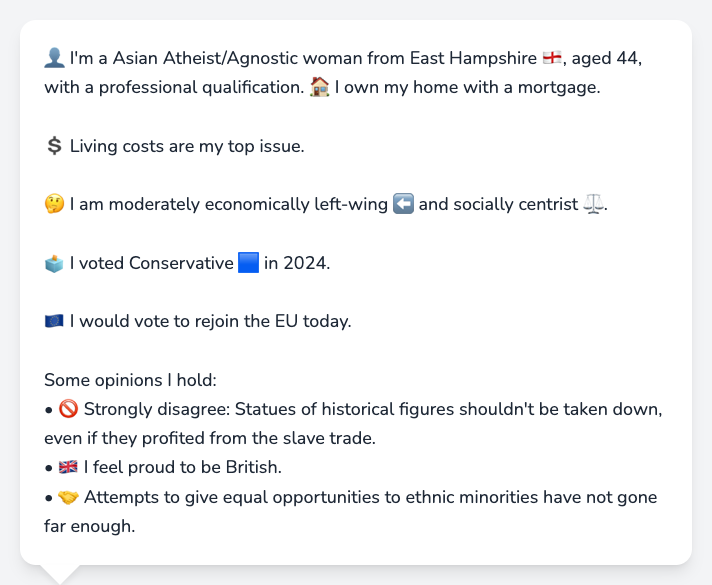 👤 I'm a Asian Atheist/Agnostic woman from East Hampshire 🏴󠁧󠁢󠁥󠁮󠁧󠁿, aged 44,
with a professional qualification. 🏠 I own my home with a mortgage.
💲 Living costs are my top issue.
🤔 I am moderately economically left-wing ⬅️ and socially centrist ⚖️.
🗳️ I voted Conservative 🟦 in 2024.
🇪🇺 I would vote to rejoin the EU today.
Some opinions I hold:
• 🚫 Strongly disagree: Statues of historical figures shouldn't be taken down,
even if they profited from the slave trade.
• 🇬🇧 I feel proud to be British.
• 🤝 Attempts to give equal opportunities to ethnic minorities have not gone
far enough.